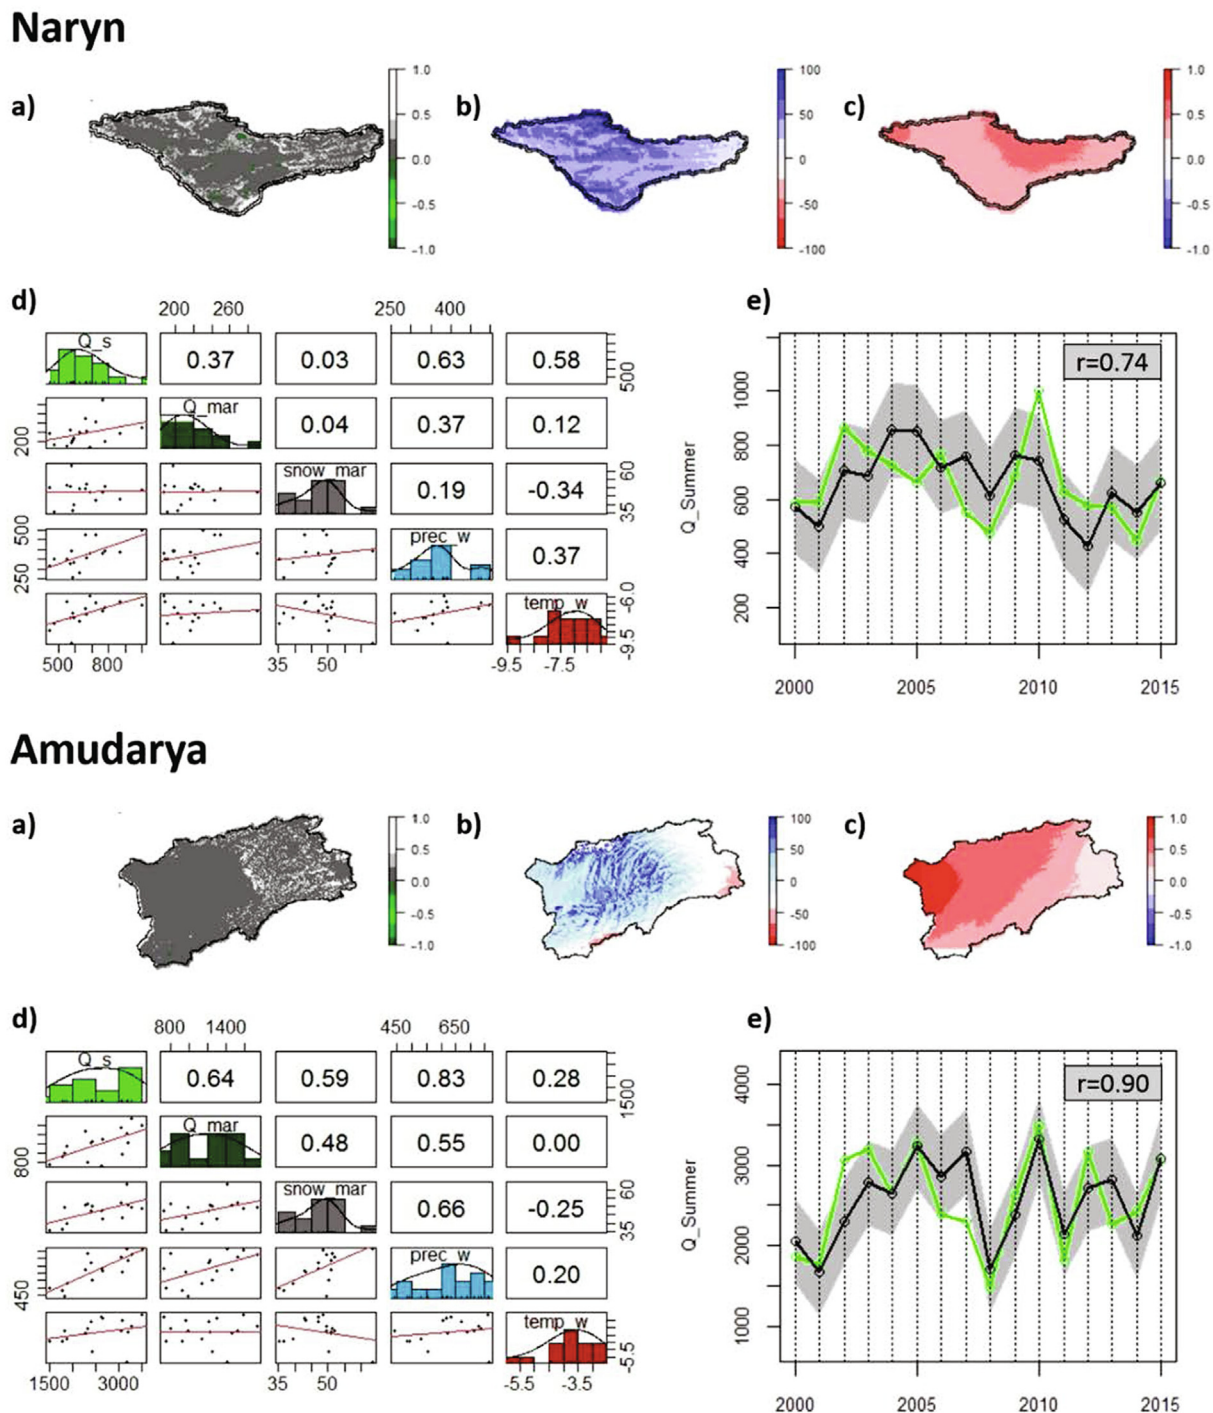 Naryn
a)
1.0
0.5
0.0
-0.5
-1.0
b)
100
50
0
-50
-100
c)
1.0
0.5
0.0
-0.5
-1.0
d)
200 260
250 400
Q_s
0.37
0.03
0.63
0.58
500
200
Q_mar
0.04
0.37
0.12
snow_mar
0.19
-0.34
35 60
250 500
prec_w
0.37
temp_w
-9.5 -6.0
500 800
35 50
-9.5 -7.5
e)
r=0.74
Q_Summer
200 400 600 800 1000
2000 2005 2010 2015
Amudarya
a)
1.0
0.5
0.0
-0.5
-1.0
b)
100
50
0
-50
-100
c)
1.0
0.5
0.0
-0.5
-1.0
d)
800 1400
450 650
Q_s
0.64
0.59
0.83
0.28
1500
800
Q_mar
0.48
0.55
0.00
snow_mar
0.66
-0.25
35 60
450
prec_w
0.20
temp_w
-5.5
1500 3000
35 50
-5.5 -3.5
e)
r=0.90
Q_Summer
1000 2000 3000 4000
2000 2005 2010 2015